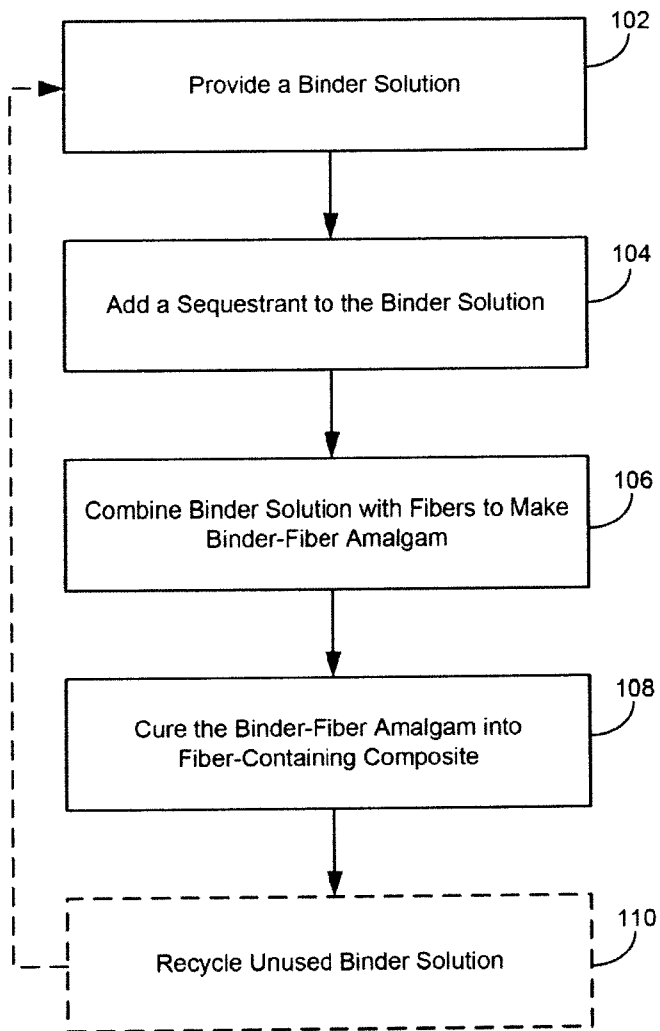 102
Provide a Binder Solution
104
Add a Sequestrant to the Binder Solution
106
Combine Binder Solution with Fibers to Make
Binder-Fiber Amalgam
108
Cure the Binder-Fiber Amalgam into
Fiber-Containing Composite
110
Recycle Unused Binder Solution